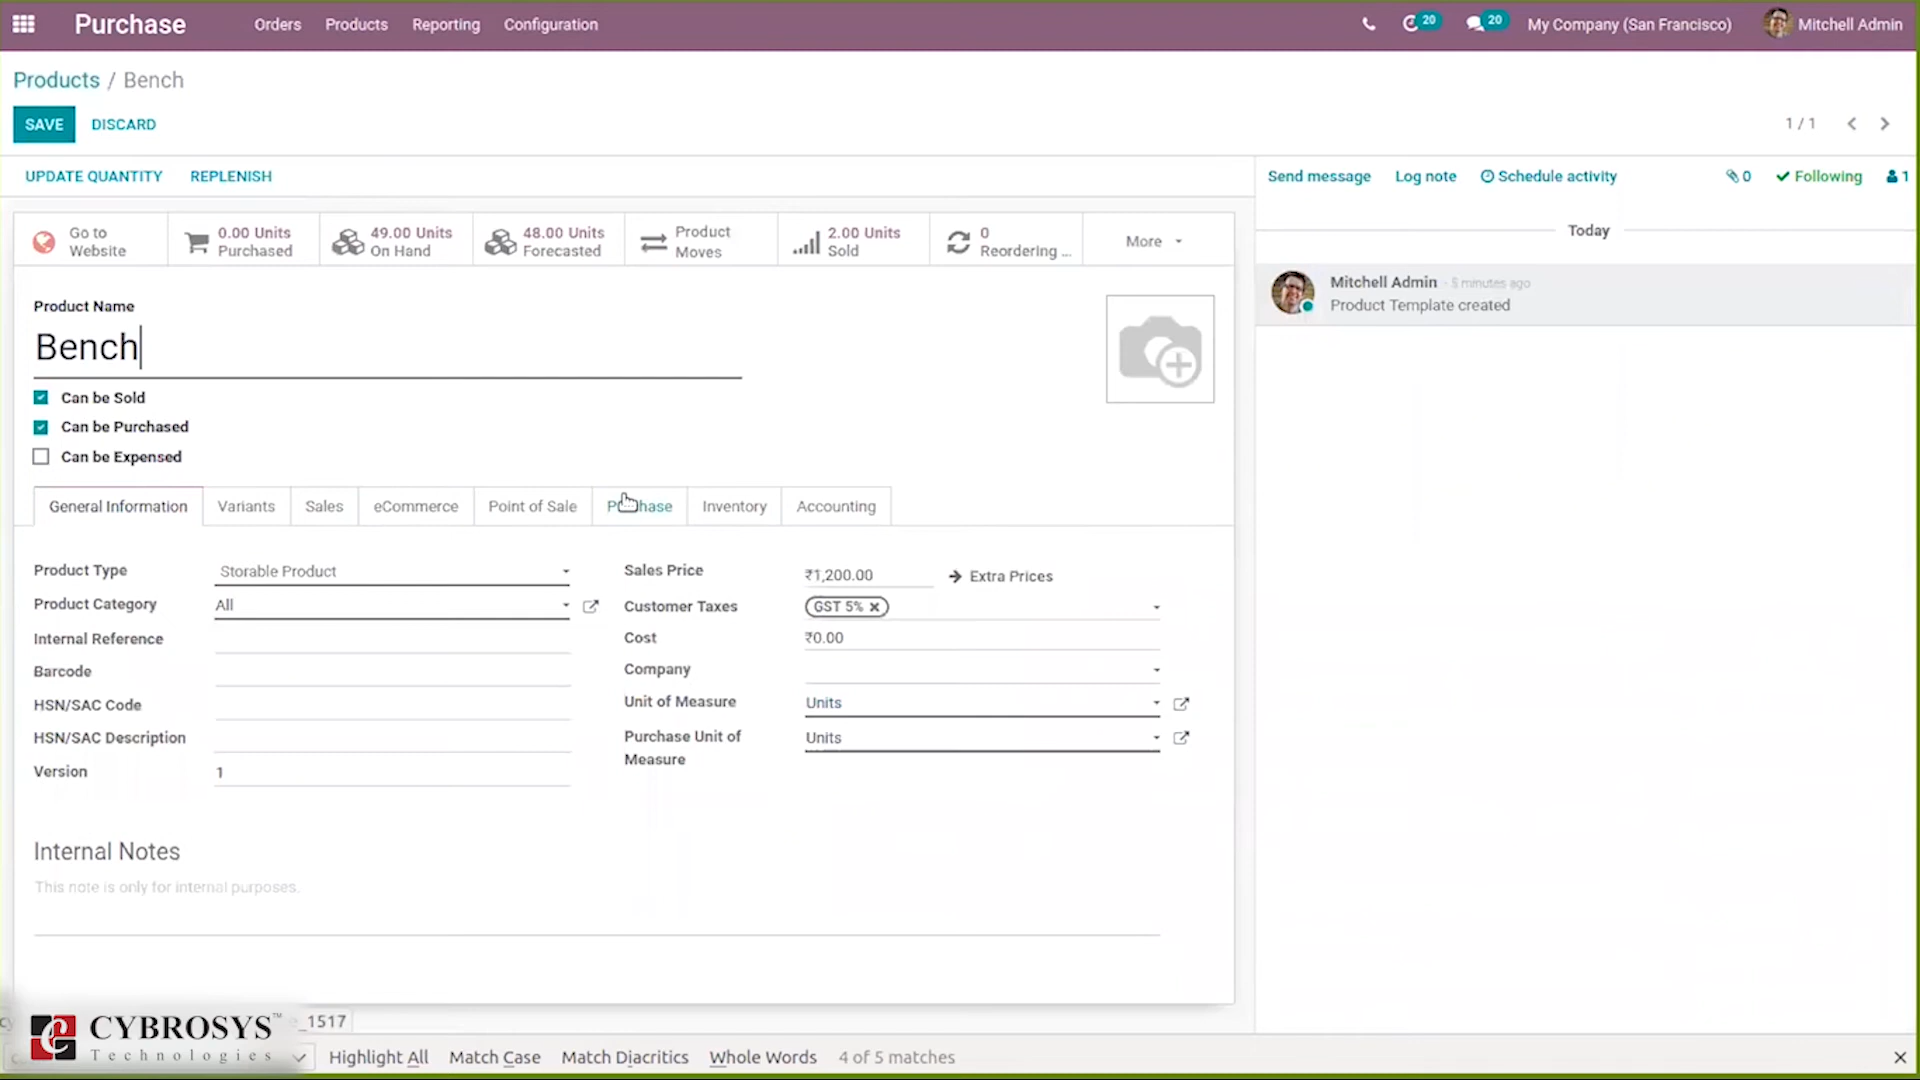 Purchase Orders Products Reporting Configuration 20 20 My Company (San Francisco) Mitchell Admin
Products / Bench
SAVE DISCARD 1 / 1
UPDATE QUANTITY REPLENISH
Send message Log note Schedule activity 0 Following 1
Go to Website
0.00 Units Purchased
49.00 Units On Hand
48.00 Units Forecasted
Product Moves
2.00 Units Sold
0 Reordering ...
More
Today
Mitchell Admin - 5 minutes ago
Product Template created
Product Name
Bench
Can be Sold
Can be Purchased
Can be Expensed
General Information Variants Sales eCommerce Point of Sale Purchase Inventory Accounting
Product Type Storable Product
Product Category All
Internal Reference
Barcode
HSN/SAC Code
HSN/SAC Description
Version 1
Sales Price ₹1,200.00 Extra Prices
Customer Taxes GST 5%
Cost ₹0.00
Company
Unit of Measure Units
Purchase Unit of Measure Units
Internal Notes
This note is only for internal purposes.
CYBROSYS™
Technologies
_1517
Highlight All Match Case Match Diacritics Whole Words 4 of 5 matches